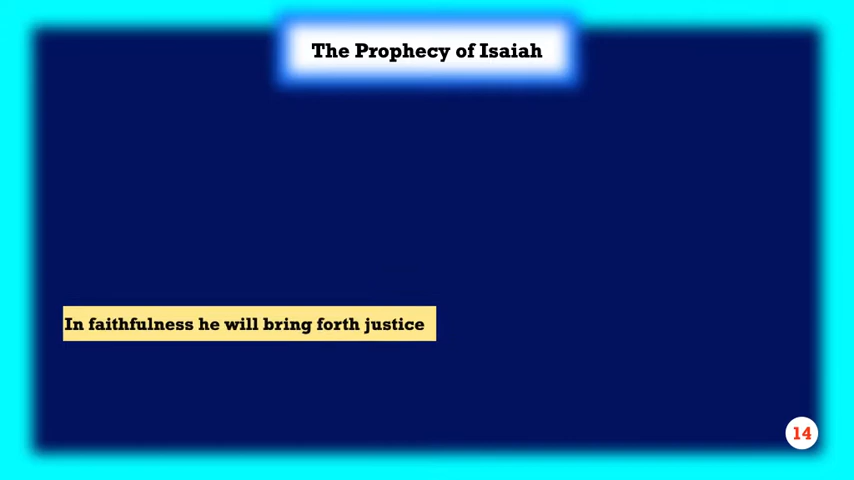 The Prophecy of Isaiah
In faithfulness he will bring forth justice
14